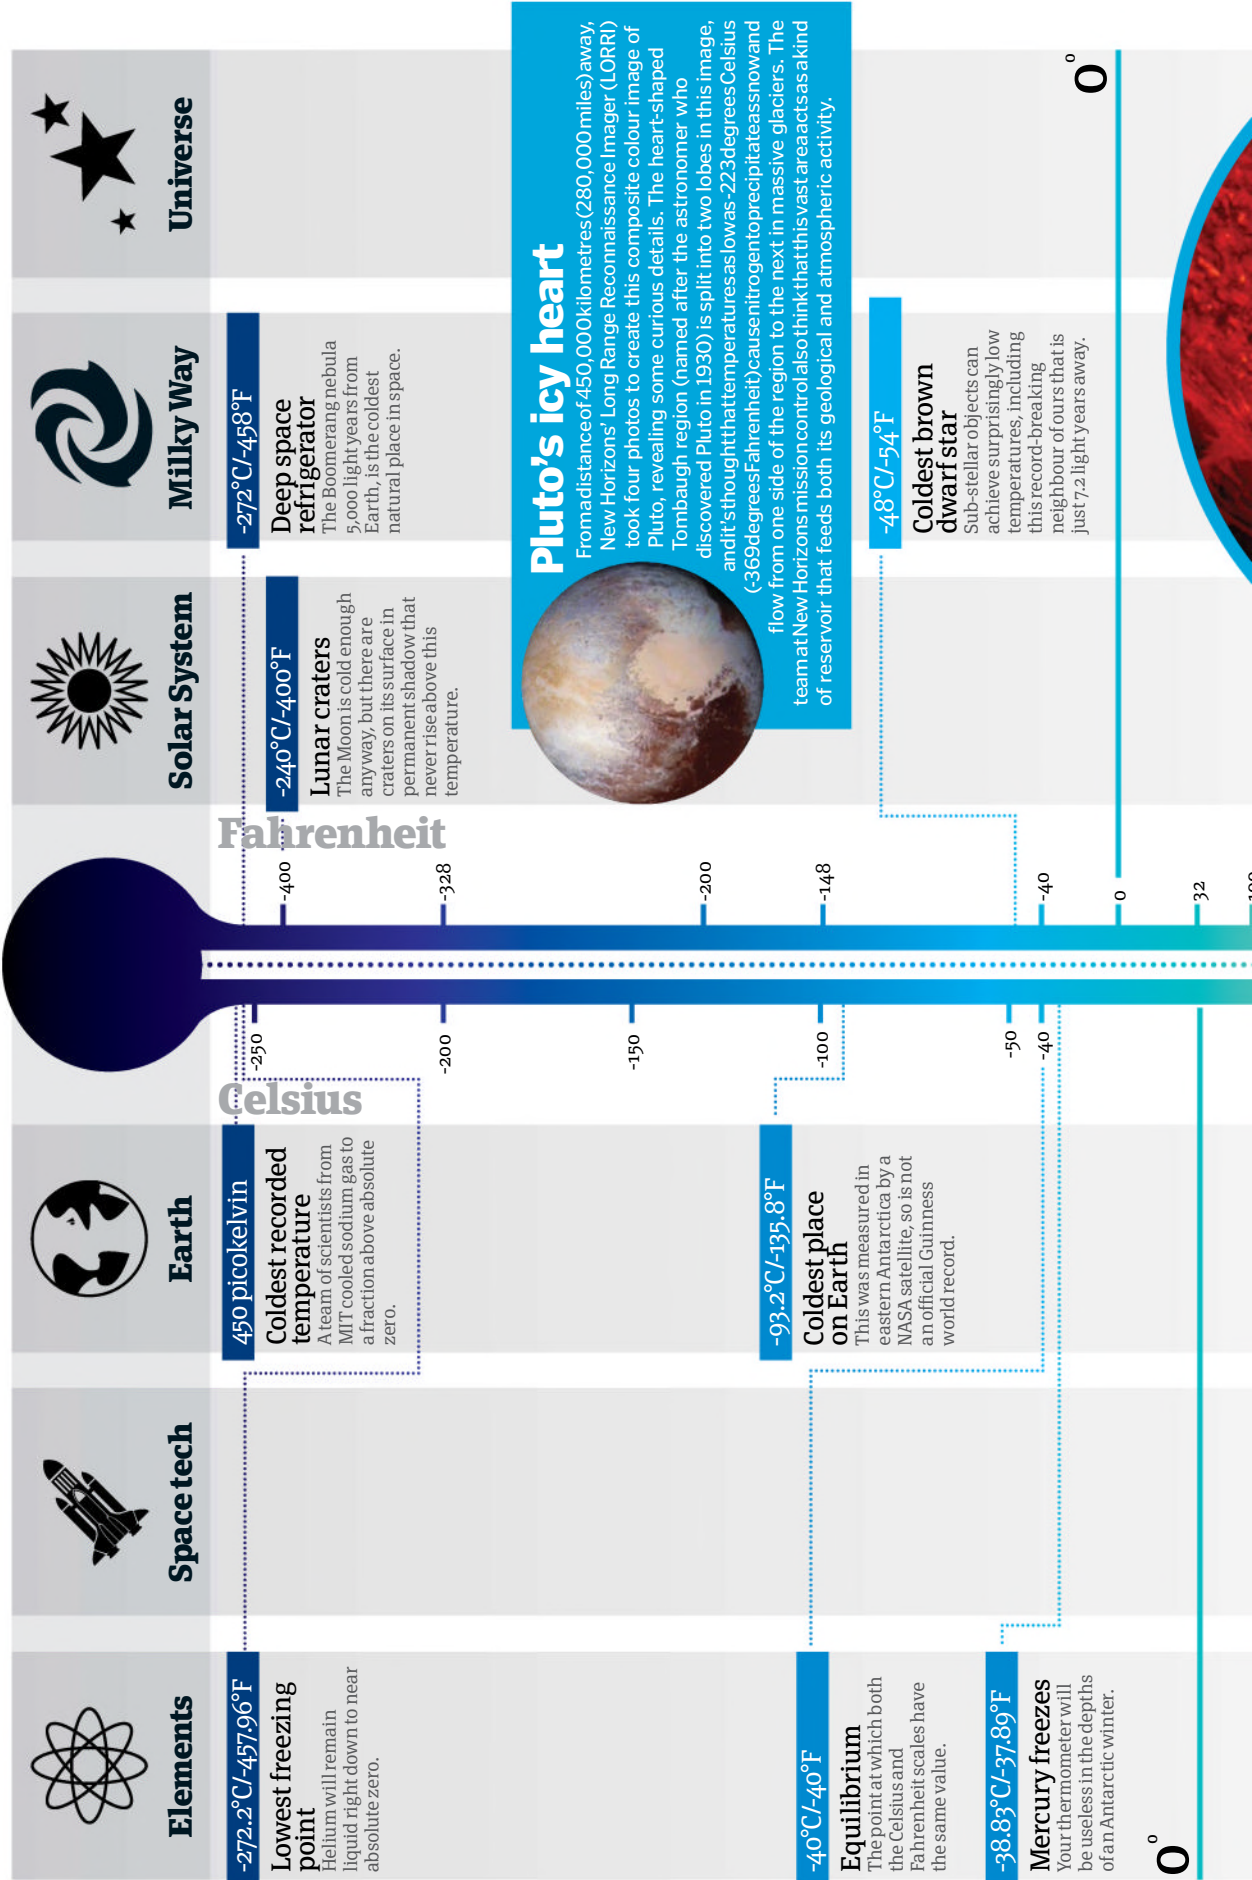 Elements
Space tech
Earth
Solar System
Milky Way
Universe
Celsius
Fahrenheit
-272.2°C/-457.96°F
Lowest freezing
point
Helium will remain
liquid right down to near
absolute zero.
-40°C/-40°F
Equilibrium
The point at which both
the Celsius and
Fahrenheit scales have
the same value.
-38.83°C/-37.89°F
Mercury freezes
Your thermometer will
be useless in the depths
of an Antarctic winter.
0°
450 picokelvin
Coldest recorded
temperature
A team of scientists from
MIT cooled sodium gas to
a fraction above absolute
zero.
-93.2°C/-135.8°F
Coldest place
on Earth
This was measured in
eastern Antarctica by a
NASA satellite, so is not
an official Guinness
world record.
-250
-200
-150
-100
-50
-40
-400
-328
-200
-148
-40
0
32
-240°C/-400°F
Lunar craters
The Moon is cold enough
anyway, but there are
craters on its surface in
permanent shadow that
never rise above this
temperature.
-272°C/-458°F
Deep space
refrigerator
The Boomerang nebula
5,000 light years from
Earth, is the coldest
natural place in space.
Pluto's icy heart
From a distance of 450,000 kilometres (280,000 miles) away,
New Horizons' Long Range Reconnaissance Imager (LORRI)
took four photos to create this composite colour image of
Pluto, revealing some curious details. The heart-shaped
Tombaugh region (named after the astronomer who
discovered Pluto in 1930) is split into two lobes in this image,
and it's thought that temperatures as low as -223 degrees Celsius
(-369 degrees Fahrenheit) cause nitrogen to precipitate as snow and
flow from one side of the region to the next in massive glaciers. The
team at New Horizons mission control also think that this vast area acts as a kind
of reservoir that feeds both its geological and atmospheric activity.
-48°C/-54°F
Coldest brown
dwarf star
Sub-stellar objects can
achieve surprisingly low
temperatures, including
this record-breaking
neighbour of ours that is
just 7.2 light years away.
0°